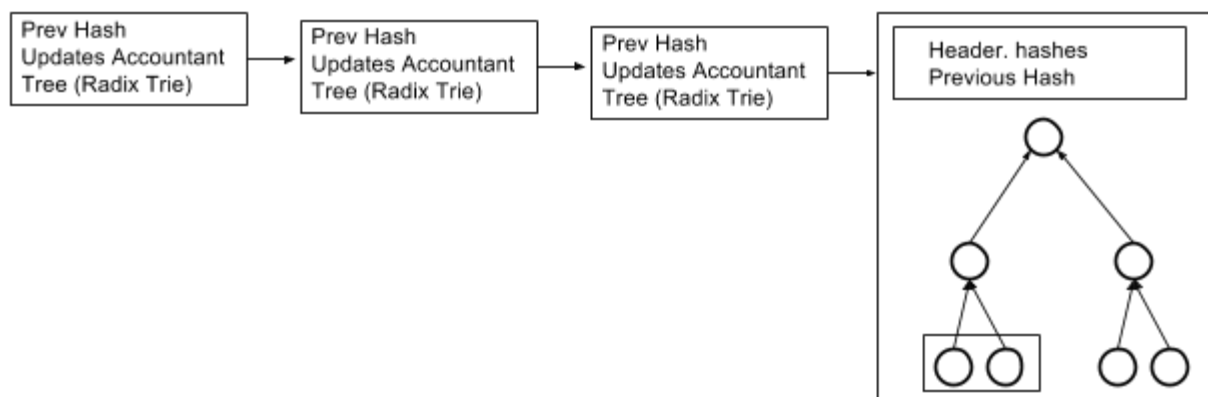 Prev Hash
Updates Accountant
Tree (Radix Trie)
Prev Hash
Updates Accountant
Tree (Radix Trie)
Prev Hash
Updates Accountant
Tree (Radix Trie)
Header. hashes
Previous Hash